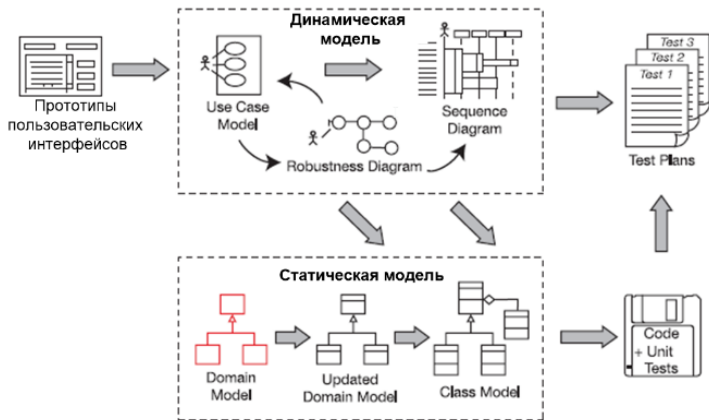 Динамическая
модель
Прототипы
пользовательских
интерфейсов
Use Case
Model
Robustness Diagram
Sequence
Diagram
Test 3
Test 2
Test 1
Test Plans
Статическая модель
Domain
Model
Updated
Domain Model
Class Model
Code
+ Unit
Tests